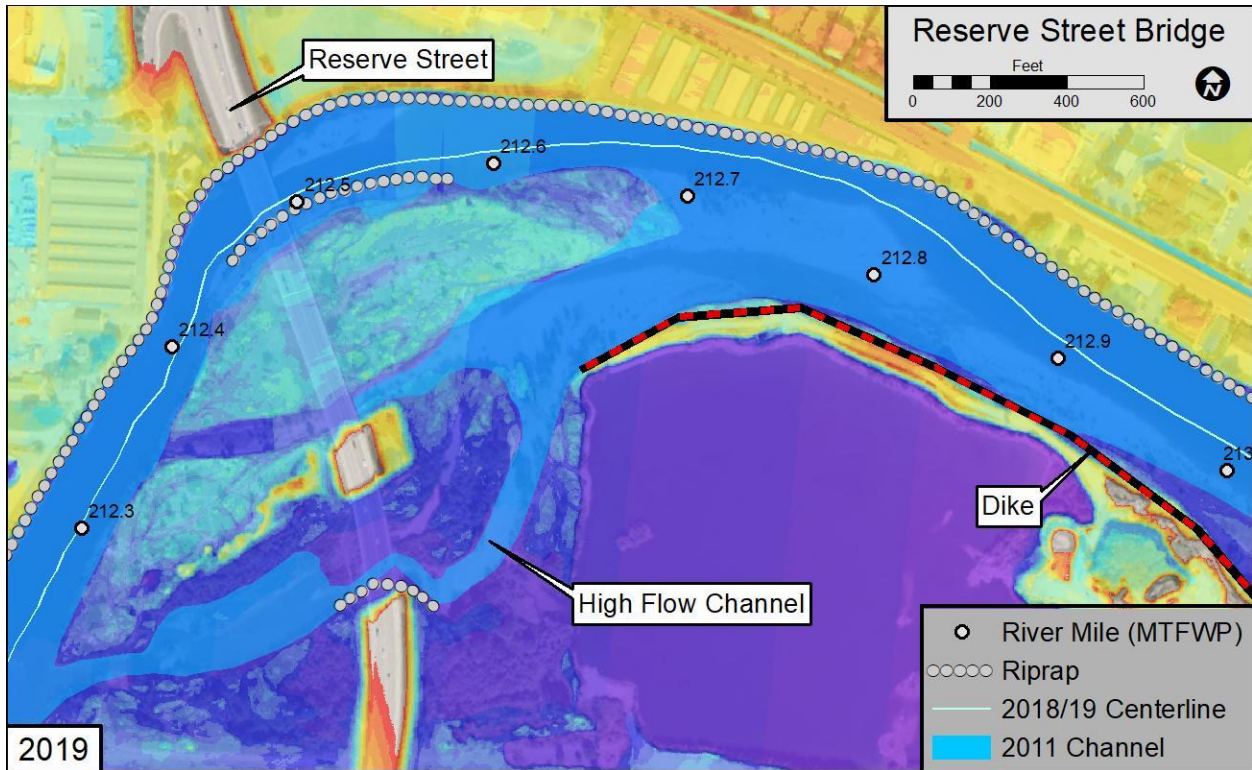 Reserve Street Bridge
Feet
0 200 400 600
N
Reserve Street
212.6
212.5
212.7
212.8
212.4
212.9
213
Dike
212.3
High Flow Channel
River Mile (MTFWP)
Riprap
2018/19 Centerline
2011 Channel
2019